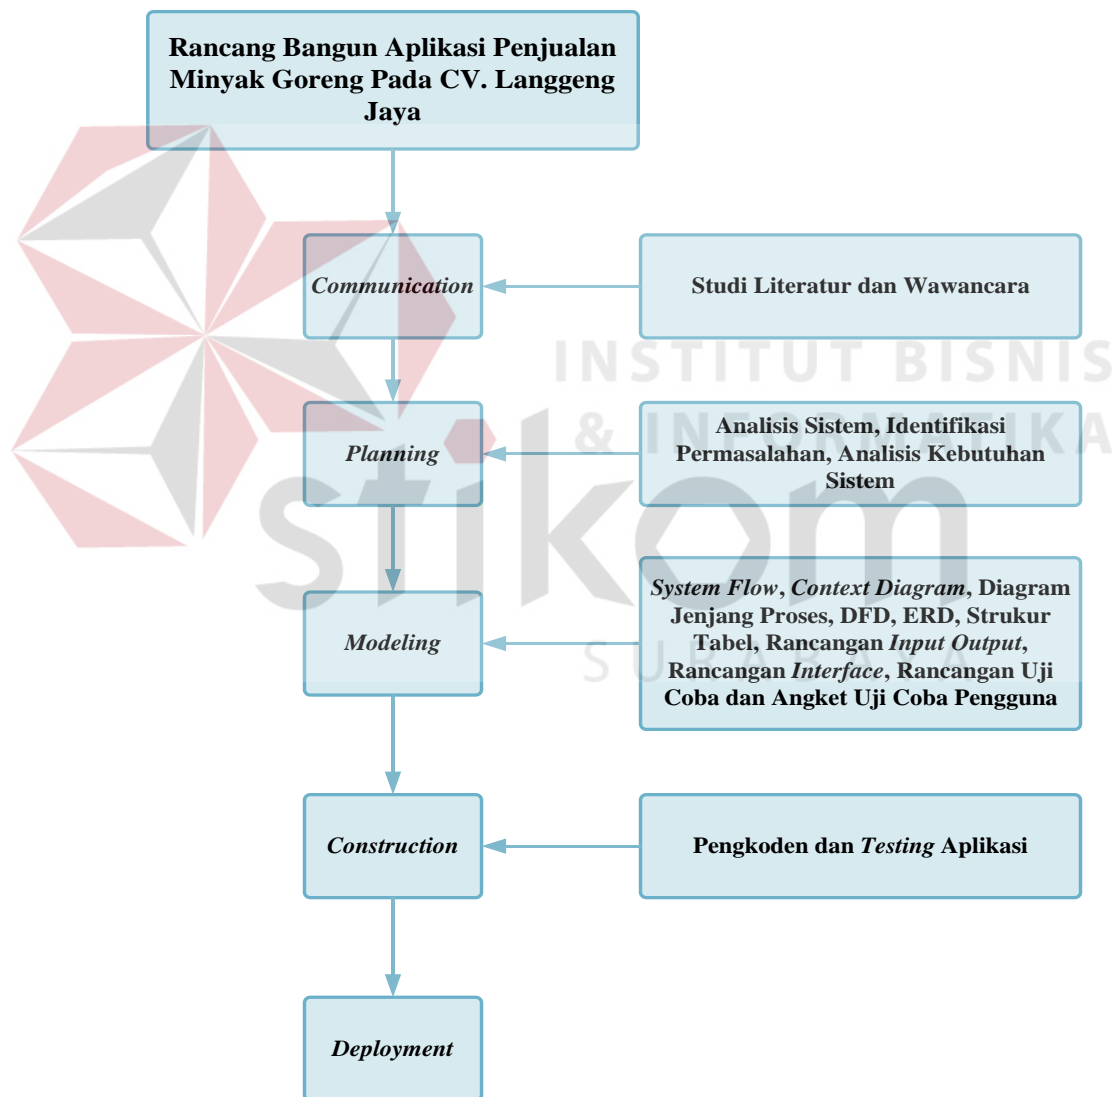 Rancang Bangun Aplikasi Penjualan
Minyak Goreng Pada CV. Langgeng
Jaya
Communication
Studi Literatur dan Wawancara
INSTITUT BISNIS
& INFORMATIKA
Planning
Analisis Sistem, Identifikasi
Permasalahan, Analisis Kebutuhan
Sistem
stikom
SURABAYA
Modeling
System Flow, Context Diagram, Diagram
Jenjang Proses, DFD, ERD, Strukur
Tabel, Rancangan Input Output,
Rancangan Interface, Rancangan Uji
Coba dan Angket Uji Coba Pengguna
Construction
Pengkoden dan Testing Aplikasi
Deployment